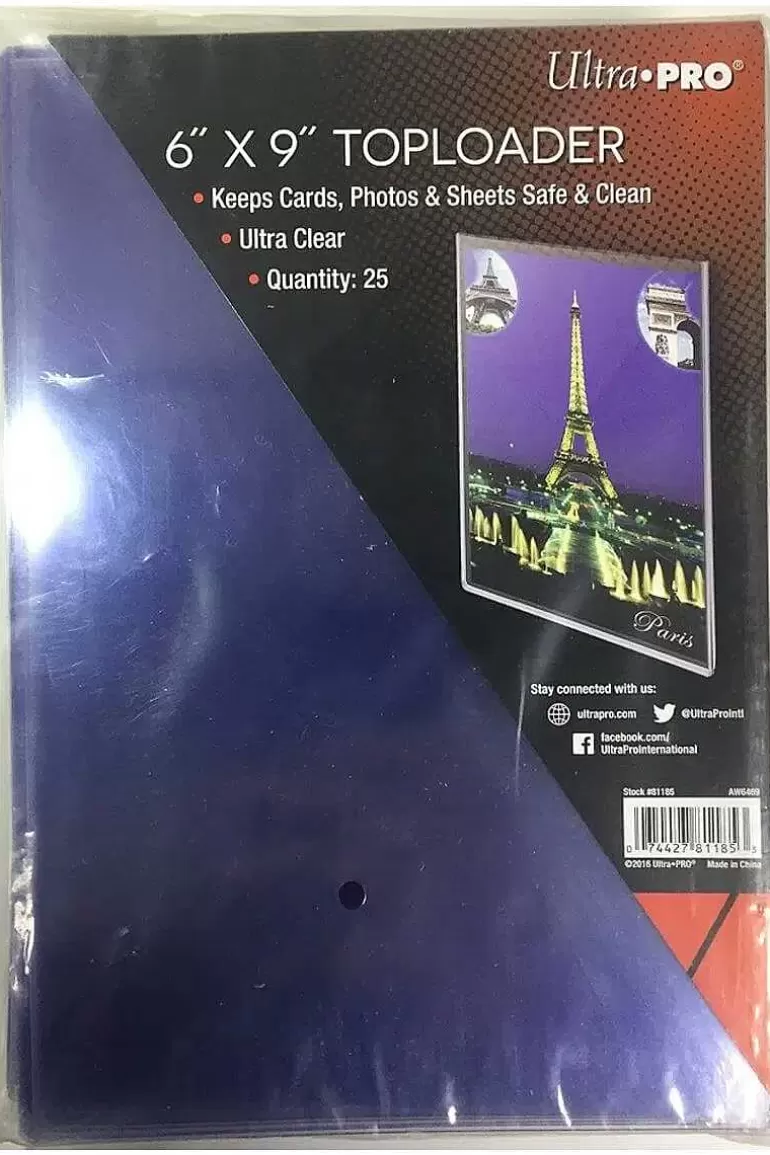 Ultra•PRO®
6" X 9" TOPLOADER
• Keeps Cards, Photos & Sheets Safe & Clean
• Ultra Clear
• Quantity: 25
Paris
Stay connected with us:
ultrapro.com @UltraProIntl
facebook.com/
UltraProInternational
Stock #81185 AW6469
0 74427 81185 3
©2016 Ultra•PRO® Made in China